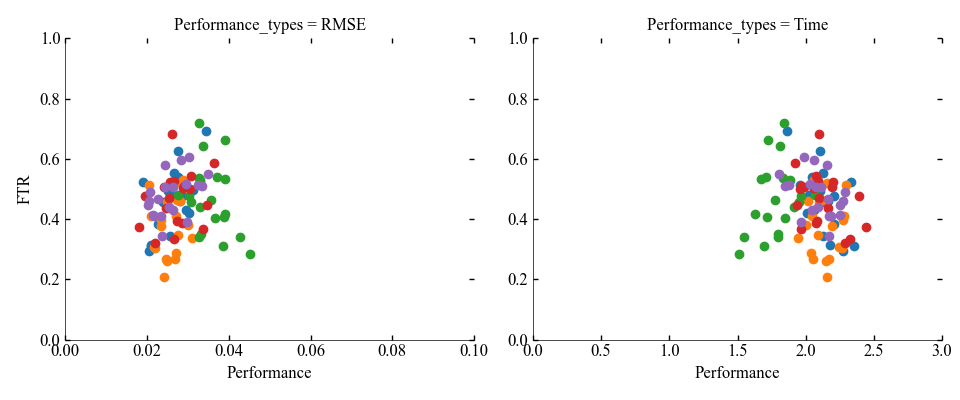 Performance_types = RMSE
Performance_types = Time
1.0
0.8
0.6
0.4
0.2
0.0
FTR
0.00 0.02 0.04 0.06 0.08 0.10
Performance
1.0
0.8
0.6
0.4
0.2
0.0
0.0 0.5 1.0 1.5 2.0 2.5 3.0
Performance